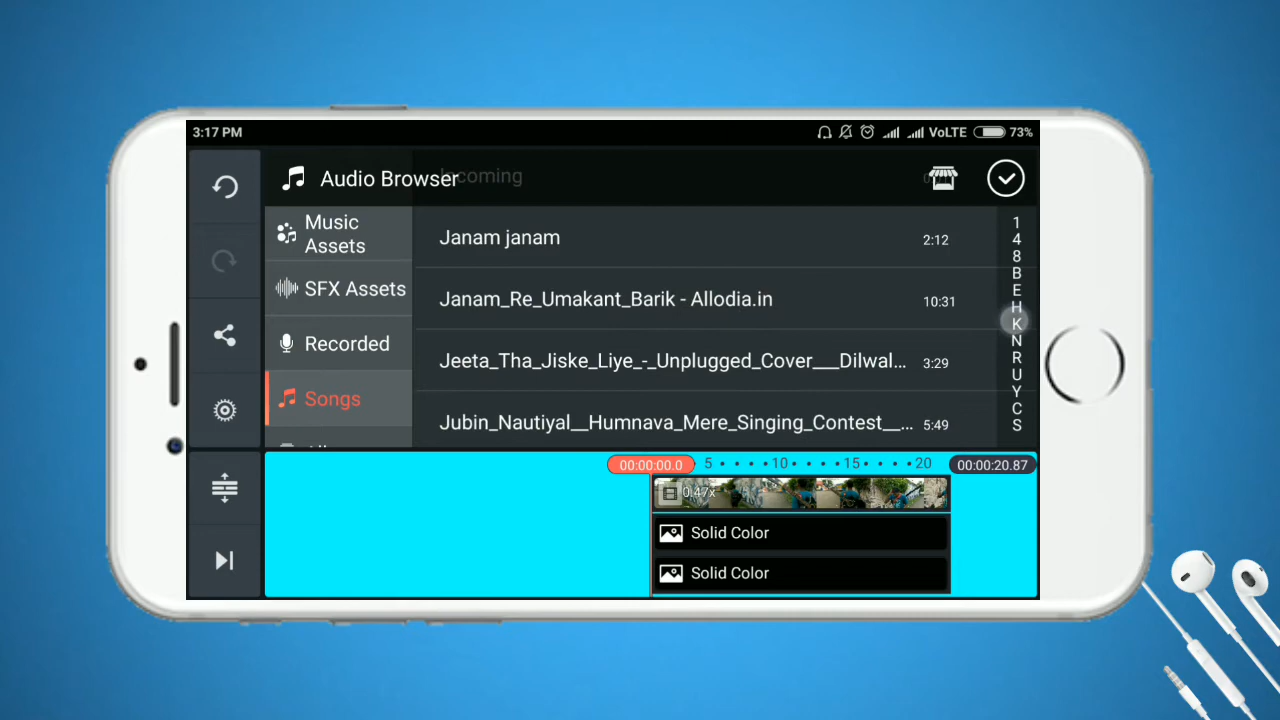 3:17 PM
VoLTE 73%
Audio Browser
Incoming
Music
Assets
SFX Assets
Recorded
Songs
Janam janam 2:12
Janam_Re_Umakant_Barik - Allodia.in 10:31
Jeeta_Tha_Jiske_Liye_-_Unplugged_Cover___Dilwal... 3:29
Jubin_Nautiyal__Humnava_Mere_Singing_Contest__... 5:49
1
4
8
B
E
H
K
N
R
U
Y
C
S
00:00:00.0 5 10 15 20 00:00:20.87
0.47x
Solid Color
Solid Color